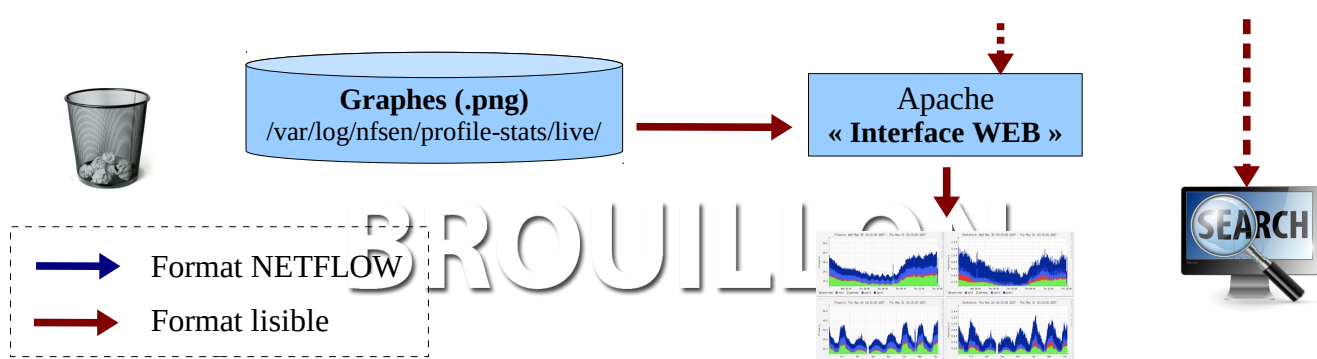 Graphes (.png)
/var/log/nfsen/profile-stats/live/
Apache
« Interface WEB »
SEARCH
BROUILLON
Format NETFLOW
Format lisible